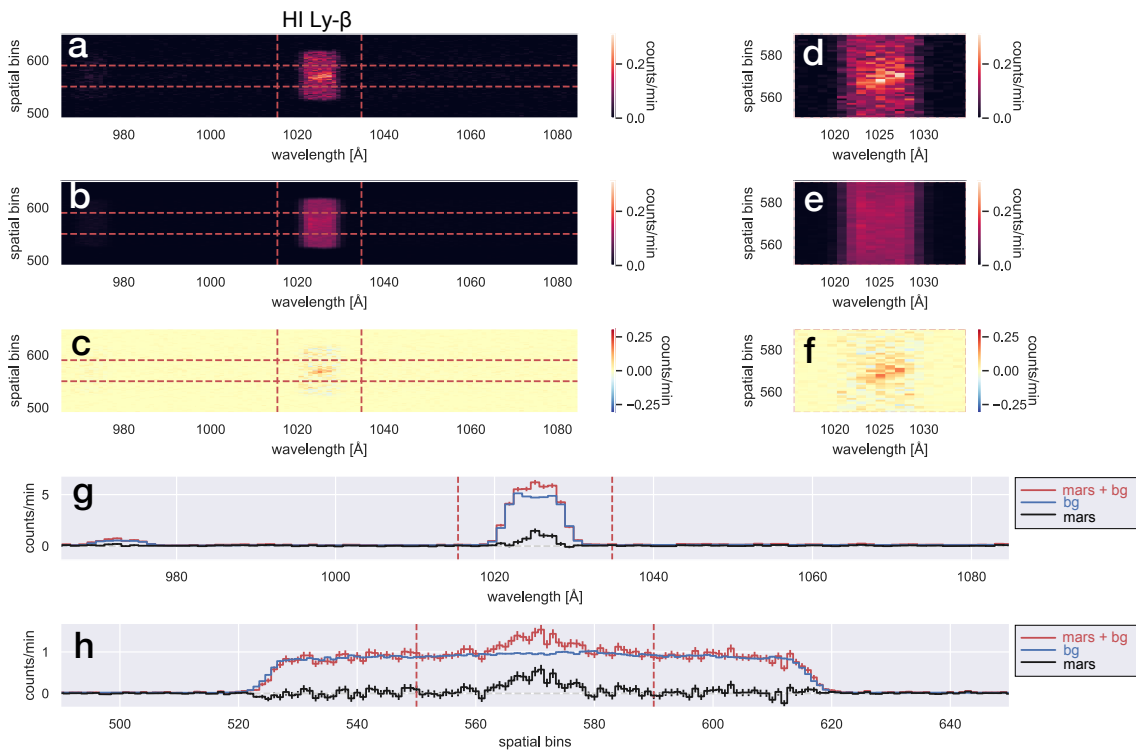 HI Ly-β
a
spatial bins
600
500
980 1000 1020 1040 1060 1080
wavelength [Å]
0.2
0.0
counts/min
d
spatial bins
580
560
1020 1025 1030
wavelength [Å]
0.2
0.0
counts/min
b
spatial bins
600
500
980 1000 1020 1040 1060 1080
wavelength [Å]
0.2
0.0
counts/min
e
spatial bins
580
560
1020 1025 1030
wavelength [Å]
0.2
0.0
counts/min
c
spatial bins
600
500
980 1000 1020 1040 1060 1080
wavelength [Å]
0.25
0.00
−0.25
counts/min
f
spatial bins
580
560
1020 1025 1030
wavelength [Å]
0.25
0.00
−0.25
counts/min
g
counts/min
5
0
980 1000 1020 1040 1060 1080
wavelength [Å]
mars + bg
bg
mars
h
counts/min
1
0
500 520 540 560 580 600 620 640
spatial bins
mars + bg
bg
mars